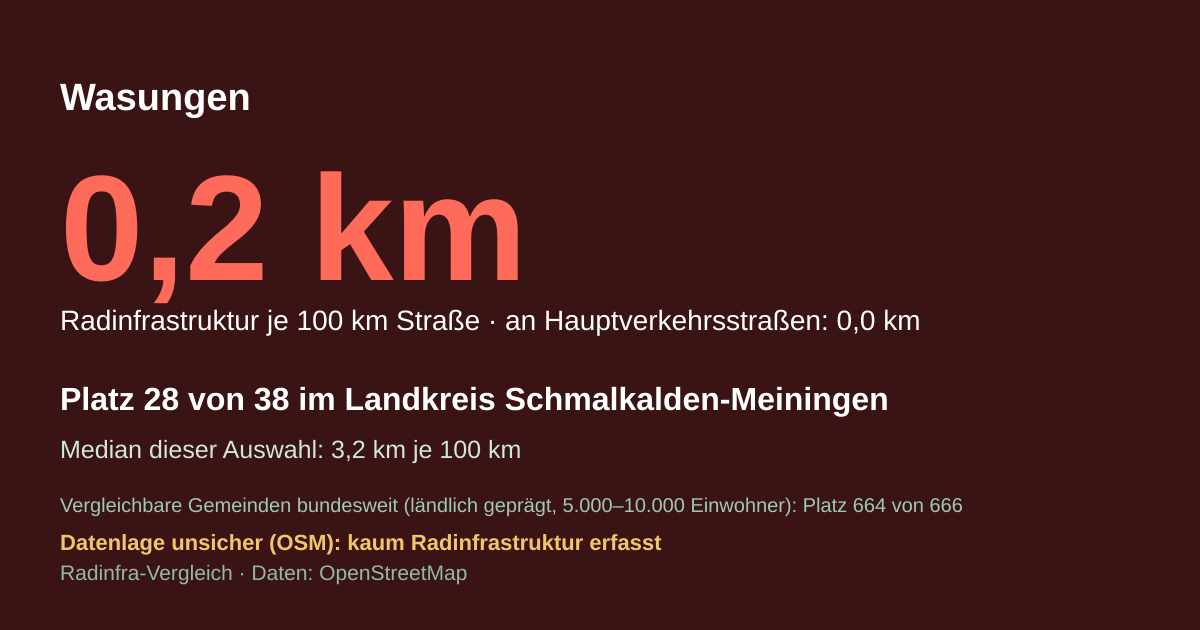 Wasungen
0,2 km
Radinfrastruktur je 100 km Straße · an Hauptverkehrsstraßen: 0,0 km
Platz 28 von 38 im Landkreis Schmalkalden-Meiningen
Median dieser Auswahl: 3,2 km je 100 km
Vergleichbare Gemeinden bundesweit (ländlich geprägt, 5.000–10.000 Einwohner): Platz 664 von 666
Datenlage unsicher (OSM): kaum Radinfrastruktur erfasst
Radinfra-Vergleich · Daten: OpenStreetMap